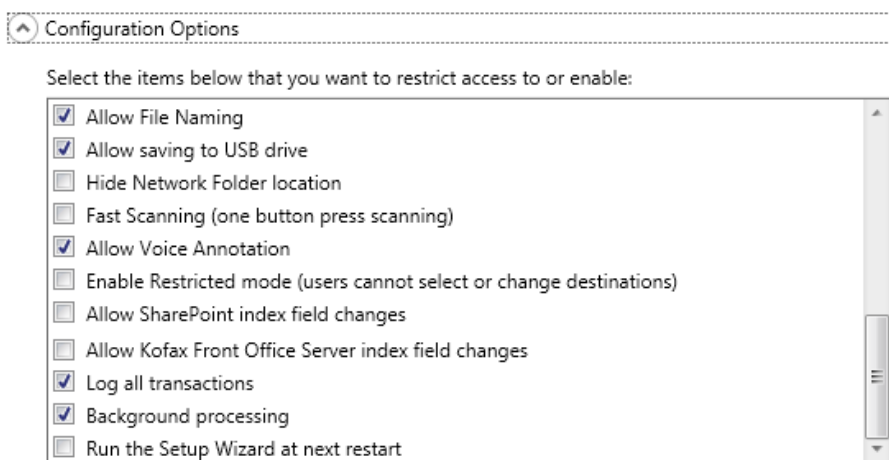 Configuration Options
Select the items below that you want to restrict access to or enable:
Allow File Naming
Allow saving to USB drive
Hide Network Folder location
Fast Scanning (one button press scanning)
Allow Voice Annotation
Enable Restricted mode (users cannot select or change destinations)
Allow SharePoint index field changes
Allow Kofax Front Office Server index field changes
Log all transactions
Background processing
Run the Setup Wizard at next restart